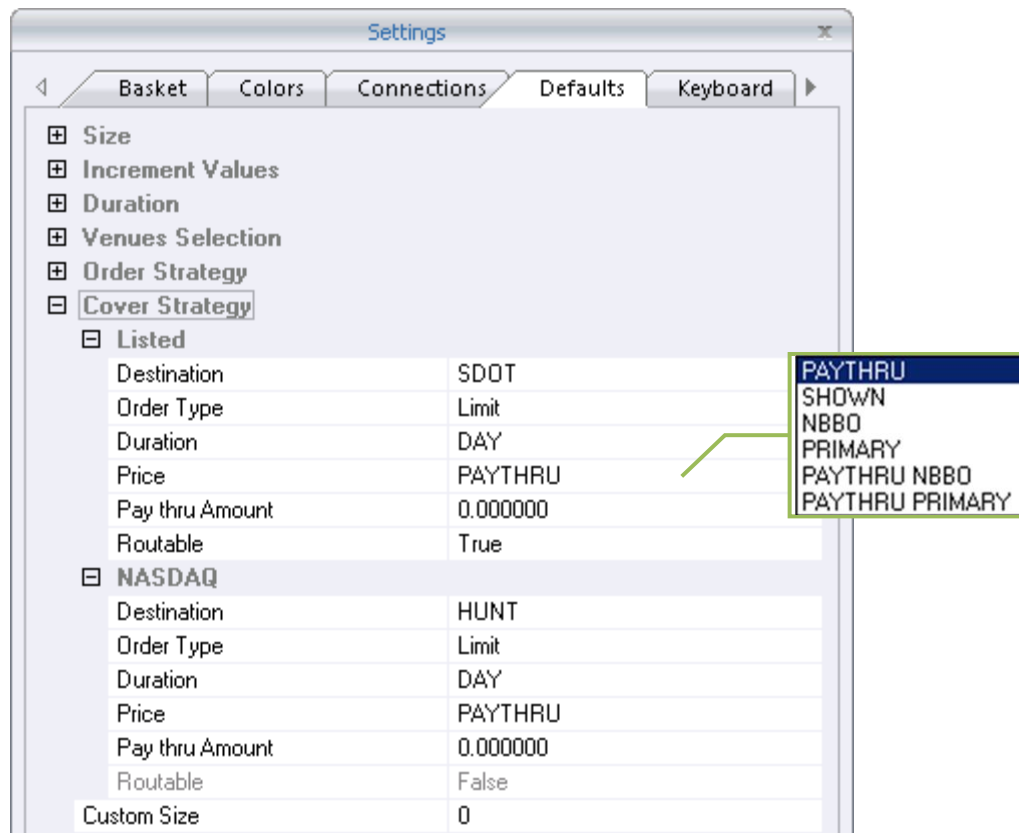 Settings
Basket Colors Connections Defaults Keyboard
Size
Increment Values
Duration
Venues Selection
Order Strategy
Cover Strategy
Listed
Destination SDOT
Order Type Limit
Duration DAY
Price PAYTHRU
Pay thru Amount 0.000000
Routable True
PAYTHRU
SHOWN
NBBO
PRIMARY
PAYTHRU NBBO
PAYTHRU PRIMARY
NASDAQ
Destination HUNT
Order Type Limit
Duration DAY
Price PAYTHRU
Pay thru Amount 0.000000
Routable False
Custom Size 0